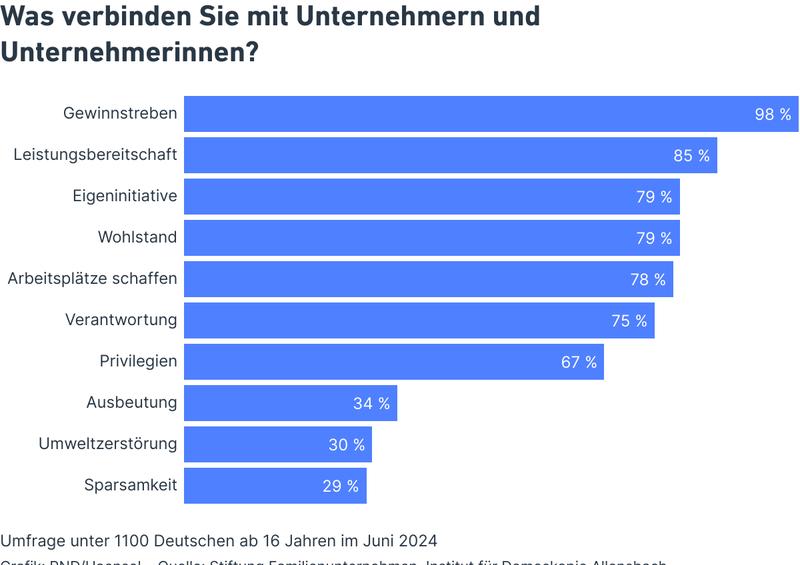 Was verbinden Sie mit Unternehmern und
Unternehmerinnen?
Gewinnstreben 98 %
Leistungsbereitschaft 85 %
Eigeninitiative 79 %
Wohlstand 79 %
Arbeitsplätze schaffen 78 %
Verantwortung 75 %
Privilegien 67 %
Ausbeutung 34 %
Umweltzerstörung 30 %
Sparsamkeit 29 %
Umfrage unter 1100 Deutschen ab 16 Jahren im Juni 2024
Grafik: RND/Haensel – Quelle: Stiftung Familienunternehmen, Institut für Demoskopie Allensbach